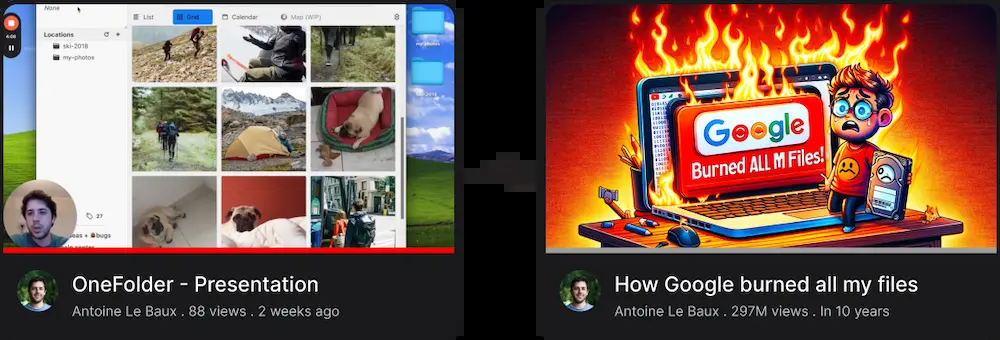 None
List
Grid
Calendar
Map (WIP)
4:08
Locations
ski-2018
my-photos
my-photos
27
bugs
OneFolder - Presentation
Antoine Le Baux . 88 views . 2 weeks ago
Google
Burned ALL M Files!
How Google burned all my files
Antoine Le Baux . 297M views . In 10 years